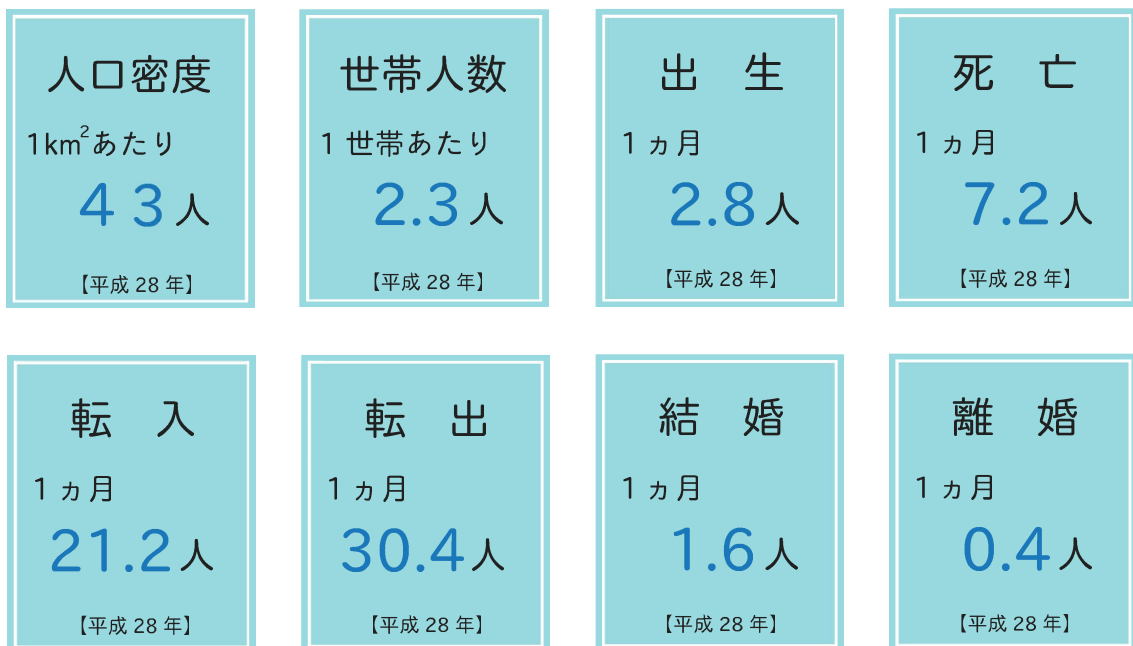 人口密度
1km²あたり
43人
【平成28年】
世帯人数
1世帯あたり
2.3人
【平成28年】
出 生
1ヵ月
2.8人
【平成28年】
死 亡
1ヵ月
7.2人
【平成28年】
転 入
1ヵ月
21.2人
【平成28年】
転 出
1ヵ月
30.4人
【平成28年】
結 婚
1ヵ月
1.6人
【平成28年】
離 婚
1ヵ月
0.4人
【平成28年】